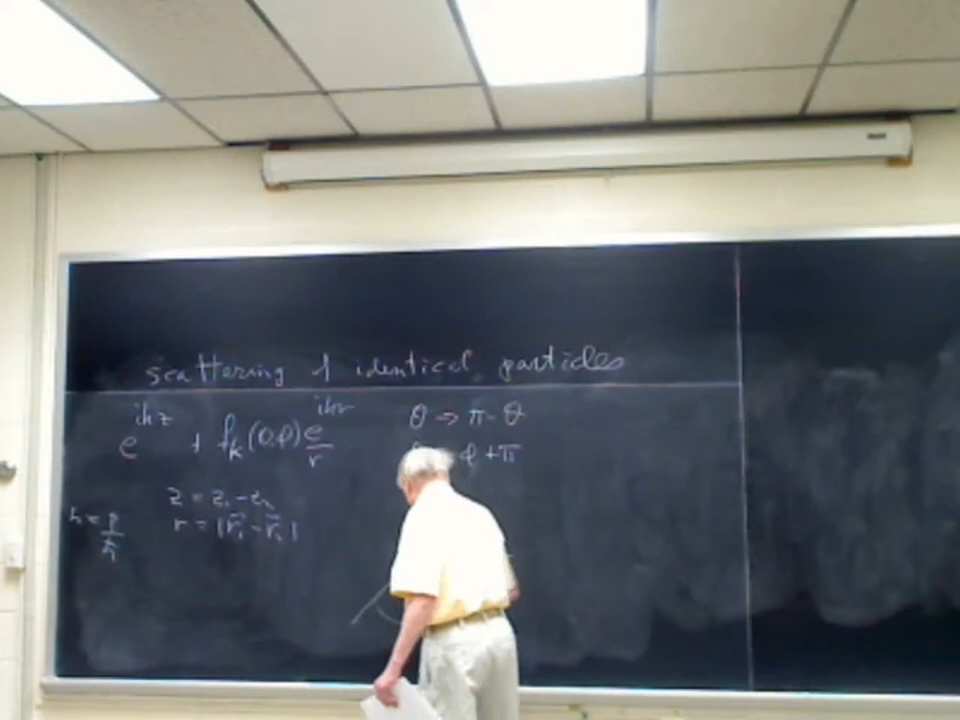 scattering of identical particles
e^{ikz} + f_k(θ,φ) e^{ikr}/r
θ → π - θ
φ + π
z = z₁ - z₂
r = |r⃗₁ - r⃗₂|
k = p/ħ